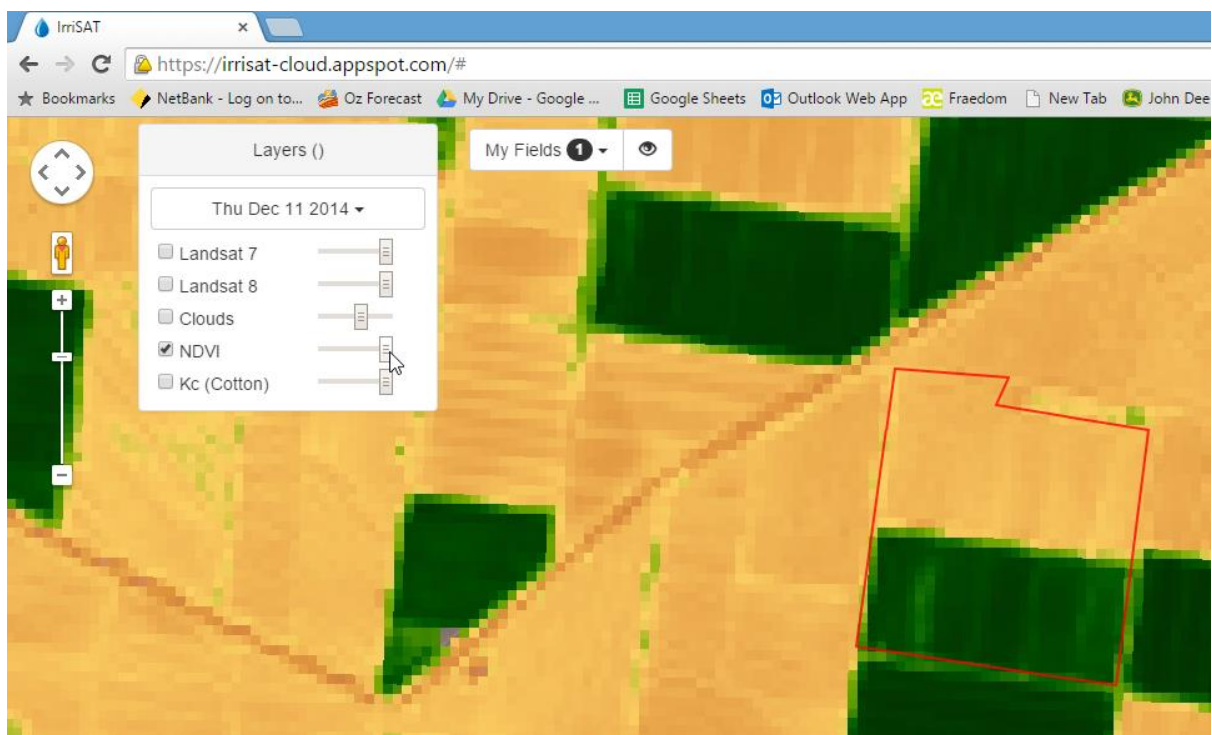 IrriSAT
https://irrisat-cloud.appspot.com/#
Bookmarks NetBank - Log on to... Oz Forecast My Drive - Google ... Google Sheets Outlook Web App Fraedom New Tab John Dee
Layers ()
My Fields 1
Thu Dec 11 2014
Landsat 7
Landsat 8
Clouds
NDVI
Kc (Cotton)